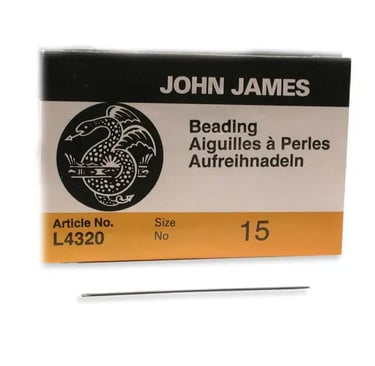 JOHN JAMES
Beading
Aiguilles à Perles
Aufreihnadeln
Article No.
L4320
Size
No
15